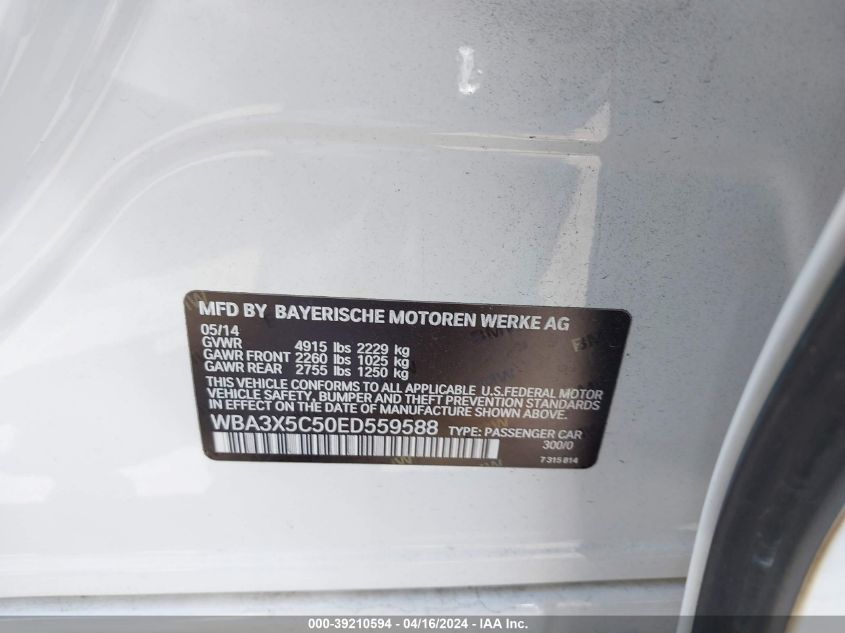 MFD BY BAYERISCHE MOTOREN WERKE AG
05/14
GVWR 4915 lbs 2229 kg
GAWR FRONT 2260 lbs 1025 kg
GAWR REAR 2755 lbs 1250 kg
THIS VEHICLE CONFORMS TO ALL APPLICABLE U.S.FEDERAL MOTOR
VEHICLE SAFETY, BUMPER AND THEFT PREVENTION STANDARDS
IN EFFECT ON THE DATE OF MANUFACTURE SHOWN ABOVE.
WBA3X5C50ED559588 TYPE: PASSENGER CAR
300/0
7 315 814
000-39210594 - 04/16/2024 - IAA Inc.